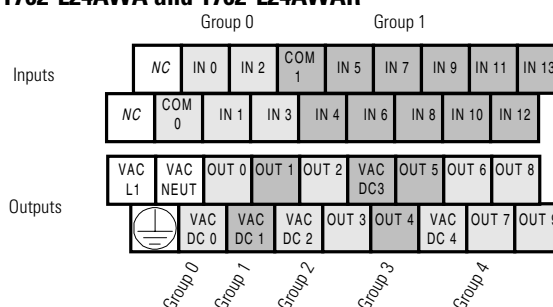 1762-L24AWA and 1762-L24AWAR
Group 0 Group 1
Inputs
NC IN 0 IN 2 COM 1 IN 5 IN 7 IN 9 IN 11 IN 13
NC COM 0 IN 1 IN 3 IN 4 IN 6 IN 8 IN 10 IN 12
Outputs
VAC L1 VAC NEUT OUT 0 OUT 1 OUT 2 VAC DC3 OUT 5 OUT 6 OUT 8
VAC DC 0 VAC DC 1 VAC DC 2 OUT 3 OUT 4 VAC DC 4 OUT 7 OUT 9
Group 0 Group 1 Group 2 Group 3 Group 4